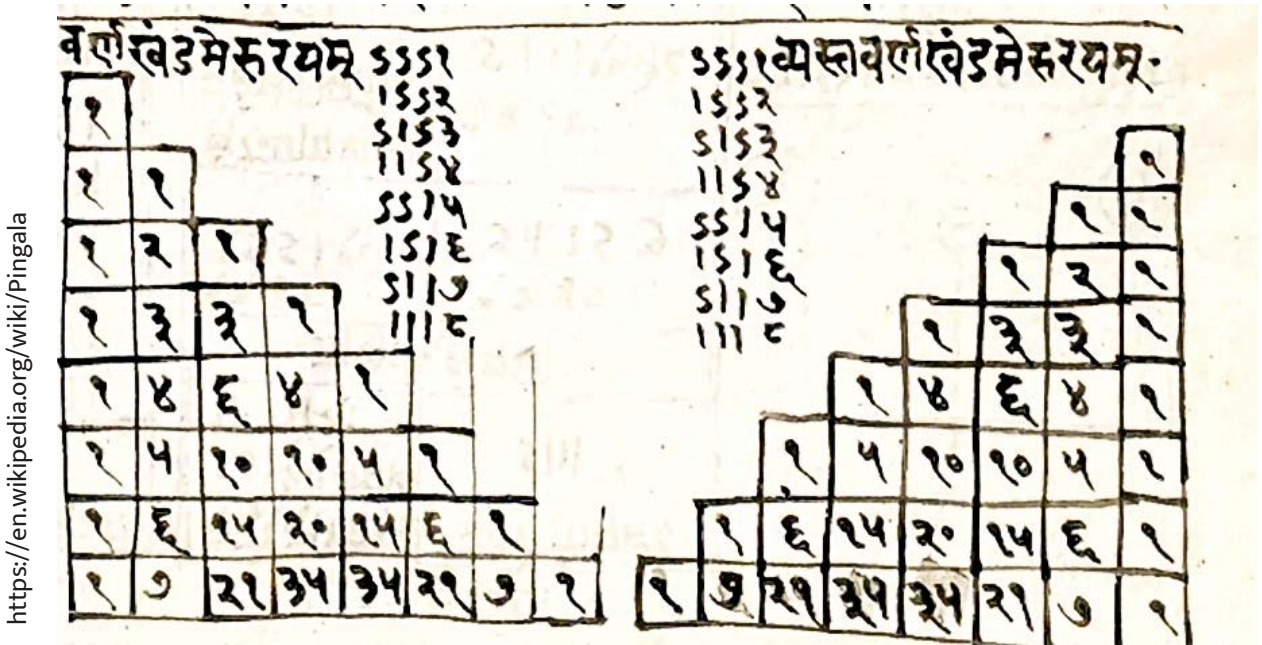 https://en.wikipedia.org/wiki/Pingala
वर्णखंडमेरुरयम्
ऽऽऽ१
।ऽऽ२
ऽ।ऽ३
।।ऽ४
ऽऽ।५
।ऽ।६
ऽ।।७
।।।८
१
१ १
१ २ १
१ ३ ३ १
१ ४ ६ ४ १
१ ५ १० १० ५ १
१ ६ १५ २० १५ ६ १
१ ७ २१ ३५ ३५ २१ ७ १
ऽऽऽ१ व्यस्तवर्णखंडमेरुरयम्·
।ऽऽ२
ऽ।ऽ३
।।ऽ४
ऽऽ।५
।ऽ।६
ऽ।।७
।।।८
१
१ १
१ २ १
१ ३ ३ १
१ ४ ६ ४ १
१ ५ १० १० ५ १
१ ६ १५ २० १५ ६ १
१ ७ २१ ३५ ३५ २१ ७ १